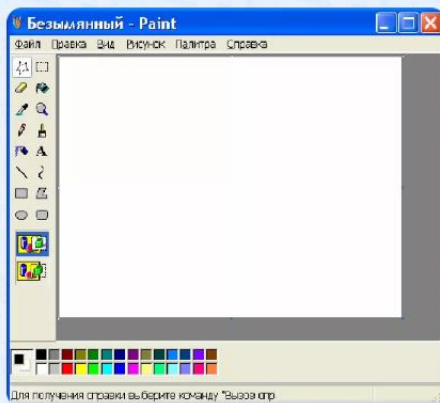 Безымянный - Paint
Файл Правка Вид Рисунок Палитра Справка
A
Для получения справки выберите команду "Вызов спр